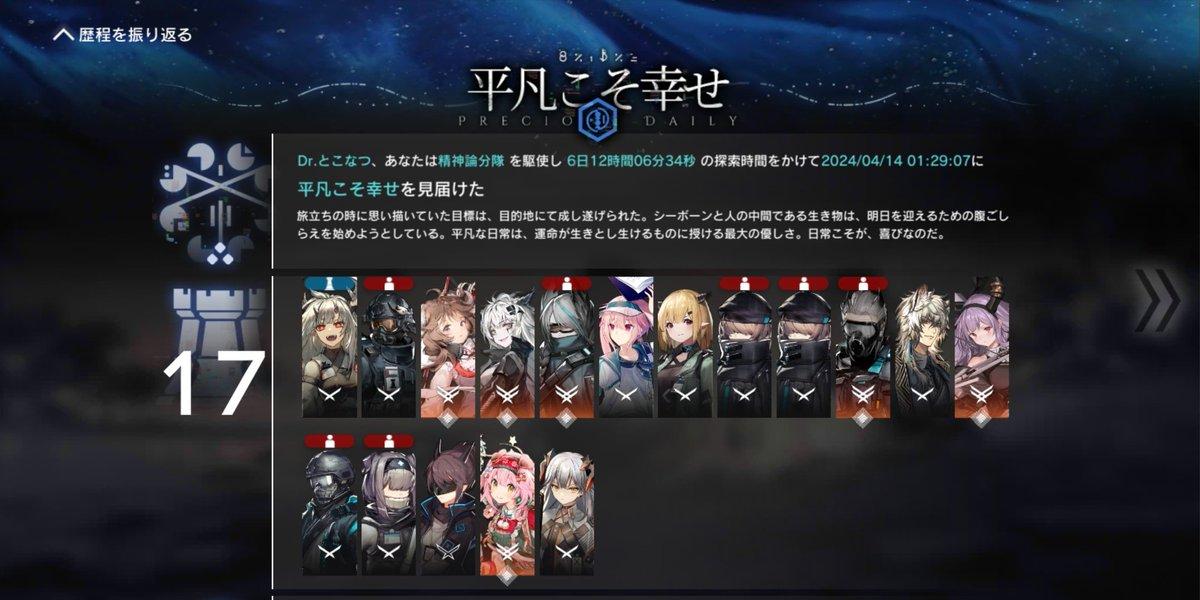 歴程を振り返る
平凡こそ幸せ
PRECIO DAILY
Dr.とこなつ、あなたは精神論分隊 を駆使し 6日12時間06分34秒 の探索時間をかけて2024/04/14 01:29:07に
平凡こそ幸せを見届けた
旅立ちの時に思い描いていた目標は、目的地にて成し遂げられた。シーボーンと人の中間である生き物は、明日を迎えるための腹ごし
らえを始めようとしている。平凡な日常は、運命が生きとし生けるものに授ける最大の優しさ。日常こそが、喜びなのだ。
17